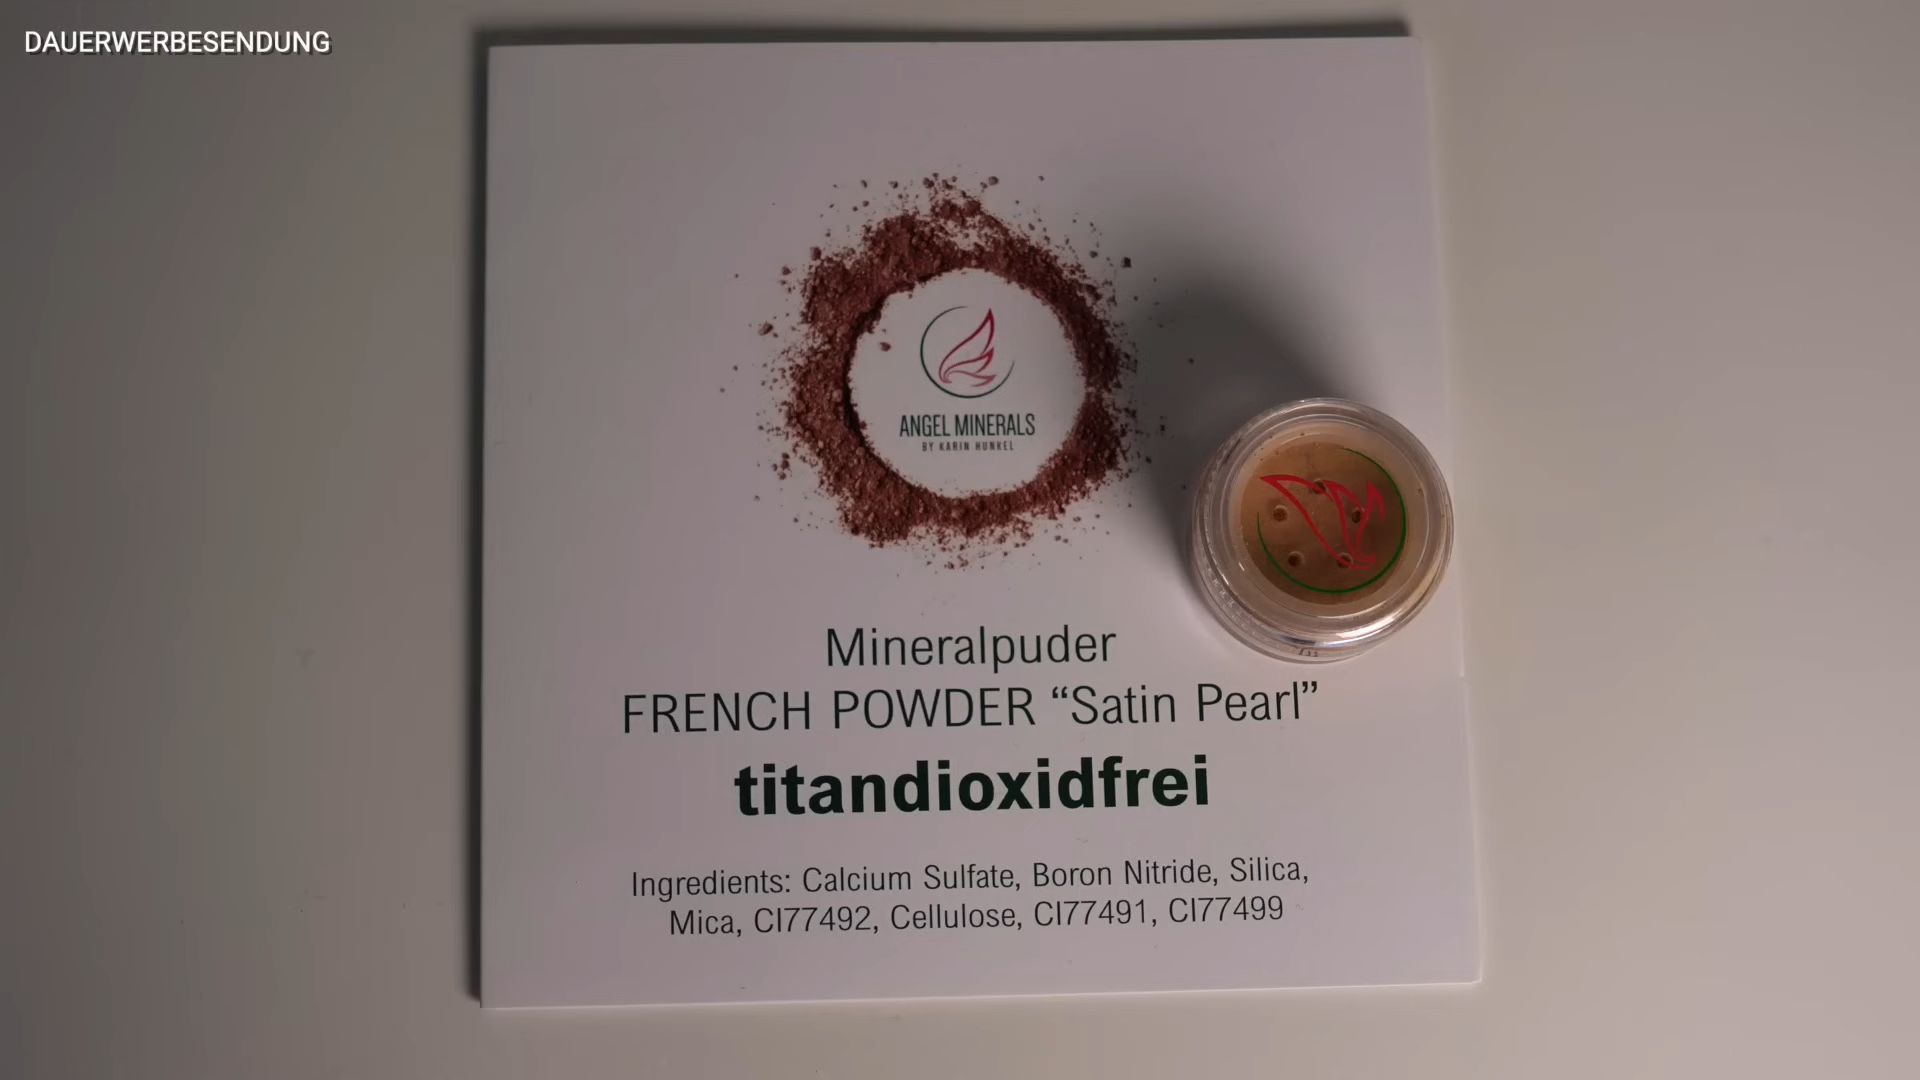 DAUERWERBESENDUNG
ANGEL MINERALS
BY KARIN HUNKEL
Mineralpuder
FRENCH POWDER “Satin Pearl”
titandioxidfrei
Ingredients: Calcium Sulfate, Boron Nitride, Silica,
Mica, CI77492, Cellulose, CI77491, CI77499